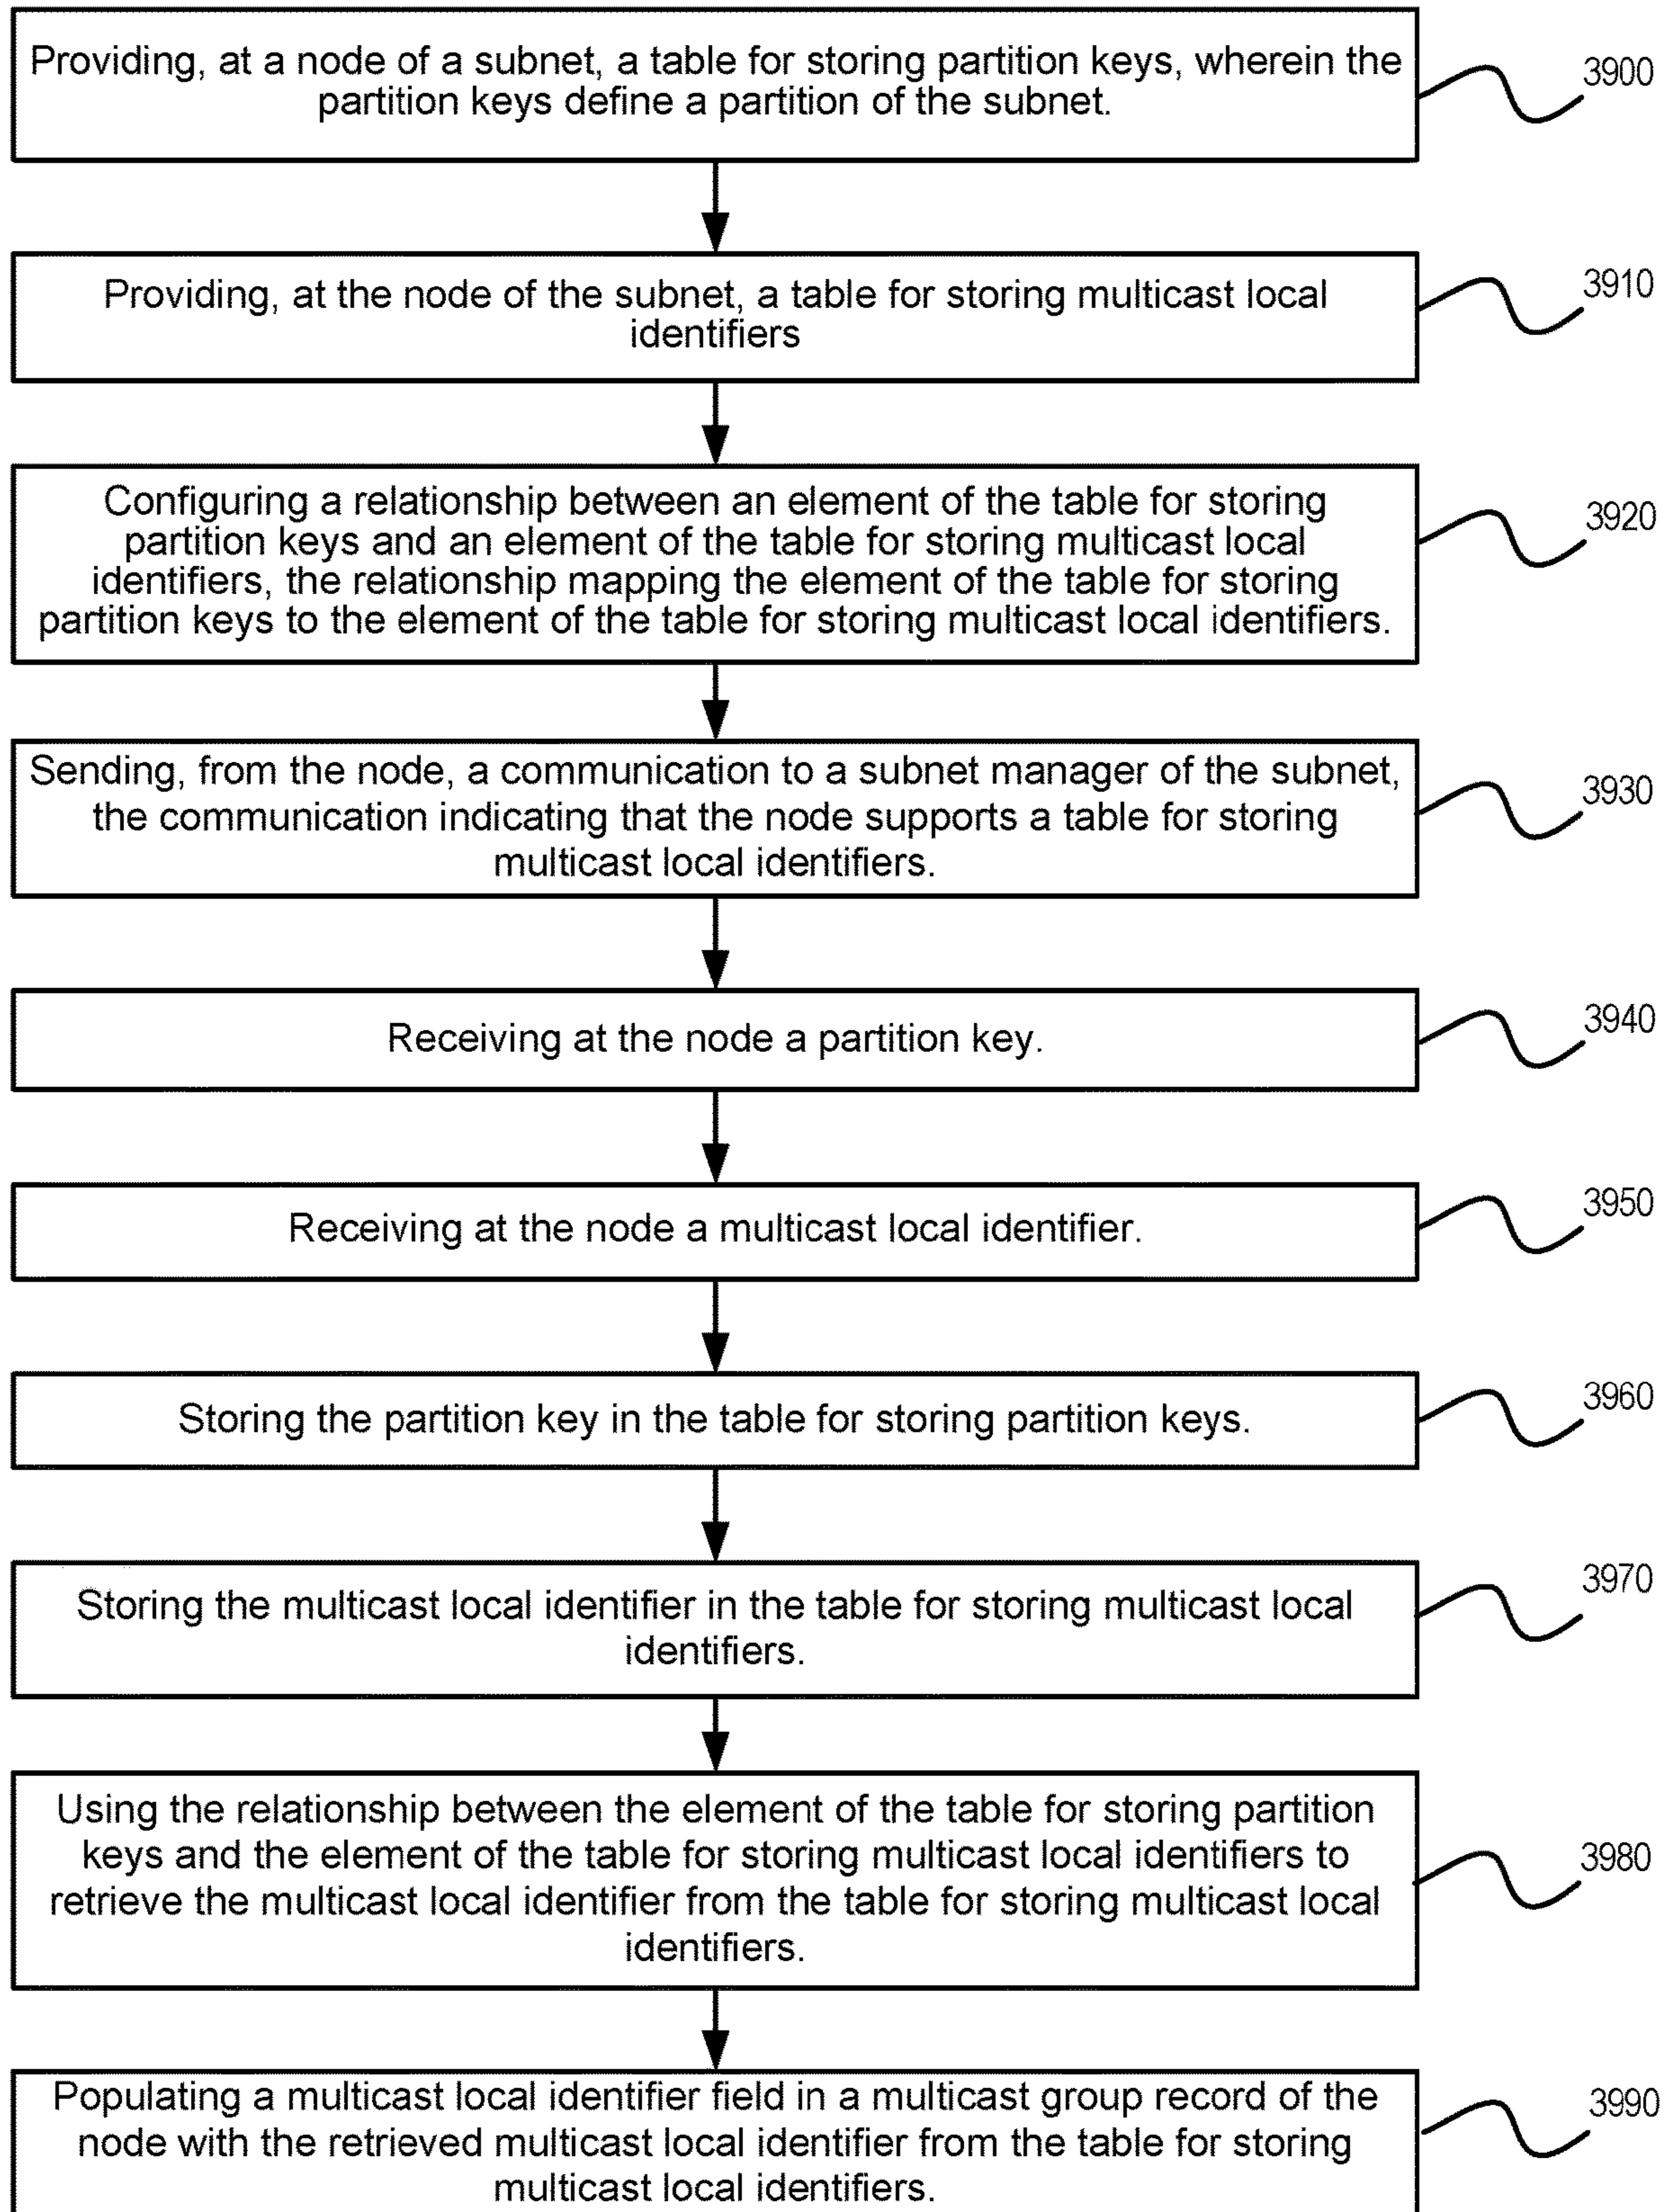 Providing, at a node of a subnet, a table for storing partition keys, wherein the
partition keys define a partition of the subnet.
3900
Providing, at the node of the subnet, a table for storing multicast local
identifiers
3910
Configuring a relationship between an element of the table for storing
partition keys and an element of the table for storing multicast local
identifiers, the relationship mapping the element of the table for storing
partition keys to the element of the table for storing multicast local identifiers.
3920
Sending, from the node, a communication to a subnet manager of the subnet,
the communication indicating that the node supports a table for storing
multicast local identifiers.
3930
Receiving at the node a partition key.
3940
Receiving at the node a multicast local identifier.
3950
Storing the partition key in the table for storing partition keys.
3960
Storing the multicast local identifier in the table for storing multicast local
identifiers.
3970
Using the relationship between the element of the table for storing partition
keys and the element of the table for storing multicast local identifiers to
retrieve the multicast local identifier from the table for storing multicast local
identifiers.
3980
Populating a multicast local identifier field in a multicast group record of the
node with the retrieved multicast local identifier from the table for storing
multicast local identifiers.
3990